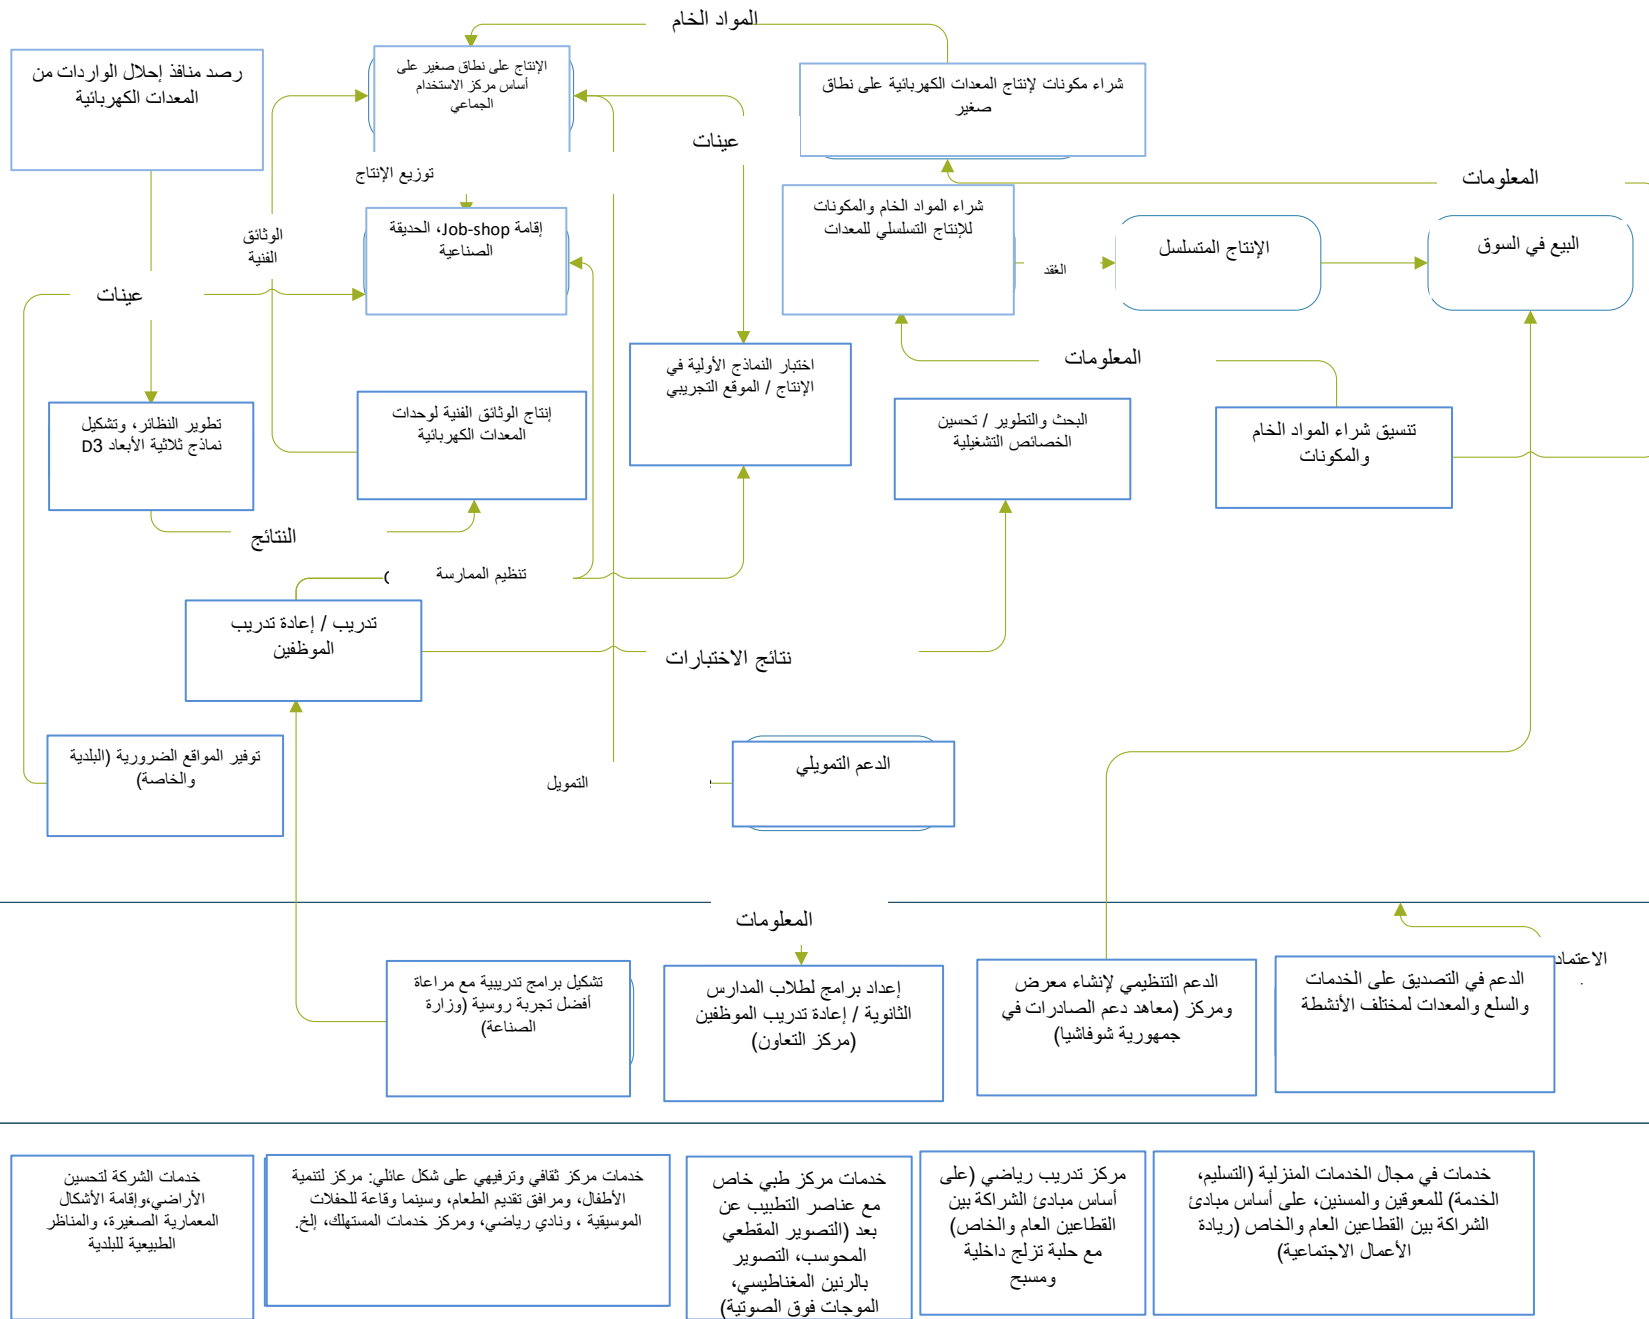 المواد الخام
رصد منافذ إحلال الواردات من
المعدات الكهربائية
الإنتاج على نطاق صغير على
أساس مركز الاستخدام
الجماعي
شراء مكونات لإنتاج المعدات الكهربائية على نطاق
صغير
عينات
توزيع الإنتاج
المعلومات
الوثائق
الفنية
إقامة Job-shop، الحديقة
الصناعية
شراء المواد الخام والمكونات
للإنتاج التسلسلي للمعدات
العُقد
الإنتاج المتسلسل
البيع في السوق
عينات
المعلومات
اختبار النماذج الأولية في
الإنتاج / الموقع التجريبي
تطوير النظائر، وتشكيل
نماذج ثلاثية الأبعاد D3
إنتاج الوثائق الفنية لوحدات
المعدات الكهربائية
البحث والتطوير / تحسين
الخصائص التشغيلية
تنسيق شراء المواد الخام
والمكونات
النتائج
تنظيم الممارسة )
تدريب / إعادة تدريب
الموظفين
نتائج الاختبارات
توفير المواقع الضرورية (البلدية
والخاصة)
التمويل
الدعم التمويلي
المعلومات
الاعتماد
.
تشكيل برامج تدريبية مع مراعاة
أفضل تجربة روسية (وزارة
الصناعة)
إعداد برامج لطلاب المدارس
الثانوية / إعادة تدريب الموظفين
(مركز التعاون)
الدعم التنظيمي لإنشاء معرض
ومركز (معاهد دعم الصادرات في
جمهورية شوفاشيا)
الدعم في التصديق على الخدمات
والسلع والمعدات لمختلف الأنشطة
خدمات الشركة لتحسين
الأراضي،وإقامة الأشكال
المعمارية الصغيرة، والمناظر
الطبيعية للبلدية
خدمات مركز ثقافي وترفيهي على شكل عائلي: مركز لتنمية
الأطفال، ومرافق تقديم الطعام، وسينما وقاعة للحفلات
الموسيقية ، ونادي رياضي، ومركز خدمات المستهلك، إلخ.
خدمات مركز طبي خاص
مع عناصر التطبيب عن
بعد (التصوير المقطعي
المحوسب، التصوير
بالرنين المغناطيسي،
الموجات فوق الصوتية)
مركز تدريب رياضي (على
أساس مبادئ الشراكة بين
القطاعين العام والخاص)
مع حلبة تزلج داخلية
ومسبح
خدمات في مجال الخدمات المنزلية (التسليم،
الخدمة) للمعوقين والمسنين، على أساس مبادئ
الشراكة بين القطاعين العام والخاص (ريادة
الأعمال الاجتماعية)